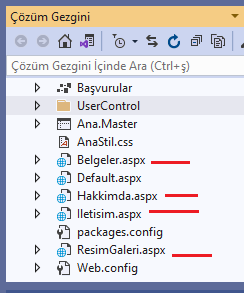 Çözüm Gezgini
Çözüm Gezgini İçinde Ara (Ctrl+ş)
Başvurular
UserControl
Ana.Master
AnaStil.css
Belgeler.aspx
Default.aspx
Hakkimda.aspx
Iletisim.aspx
packages.config
ResimGaleri.aspx
Web.config